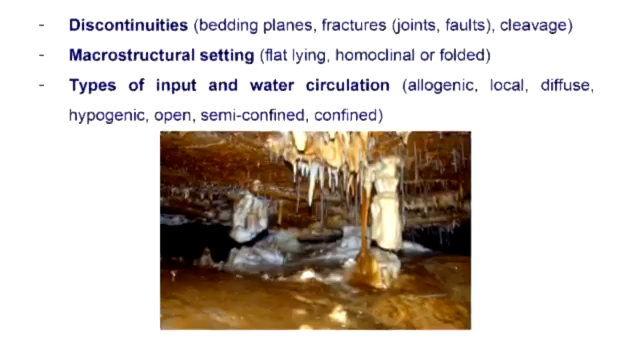 - Discontinuities (bedding planes, fractures (joints, faults), cleavage)
- Macrostructural setting (flat lying, homoclinal or folded)
- Types of input and water circulation (allogenic, local, diffuse,
hypogenic, open, semi-confined, confined)